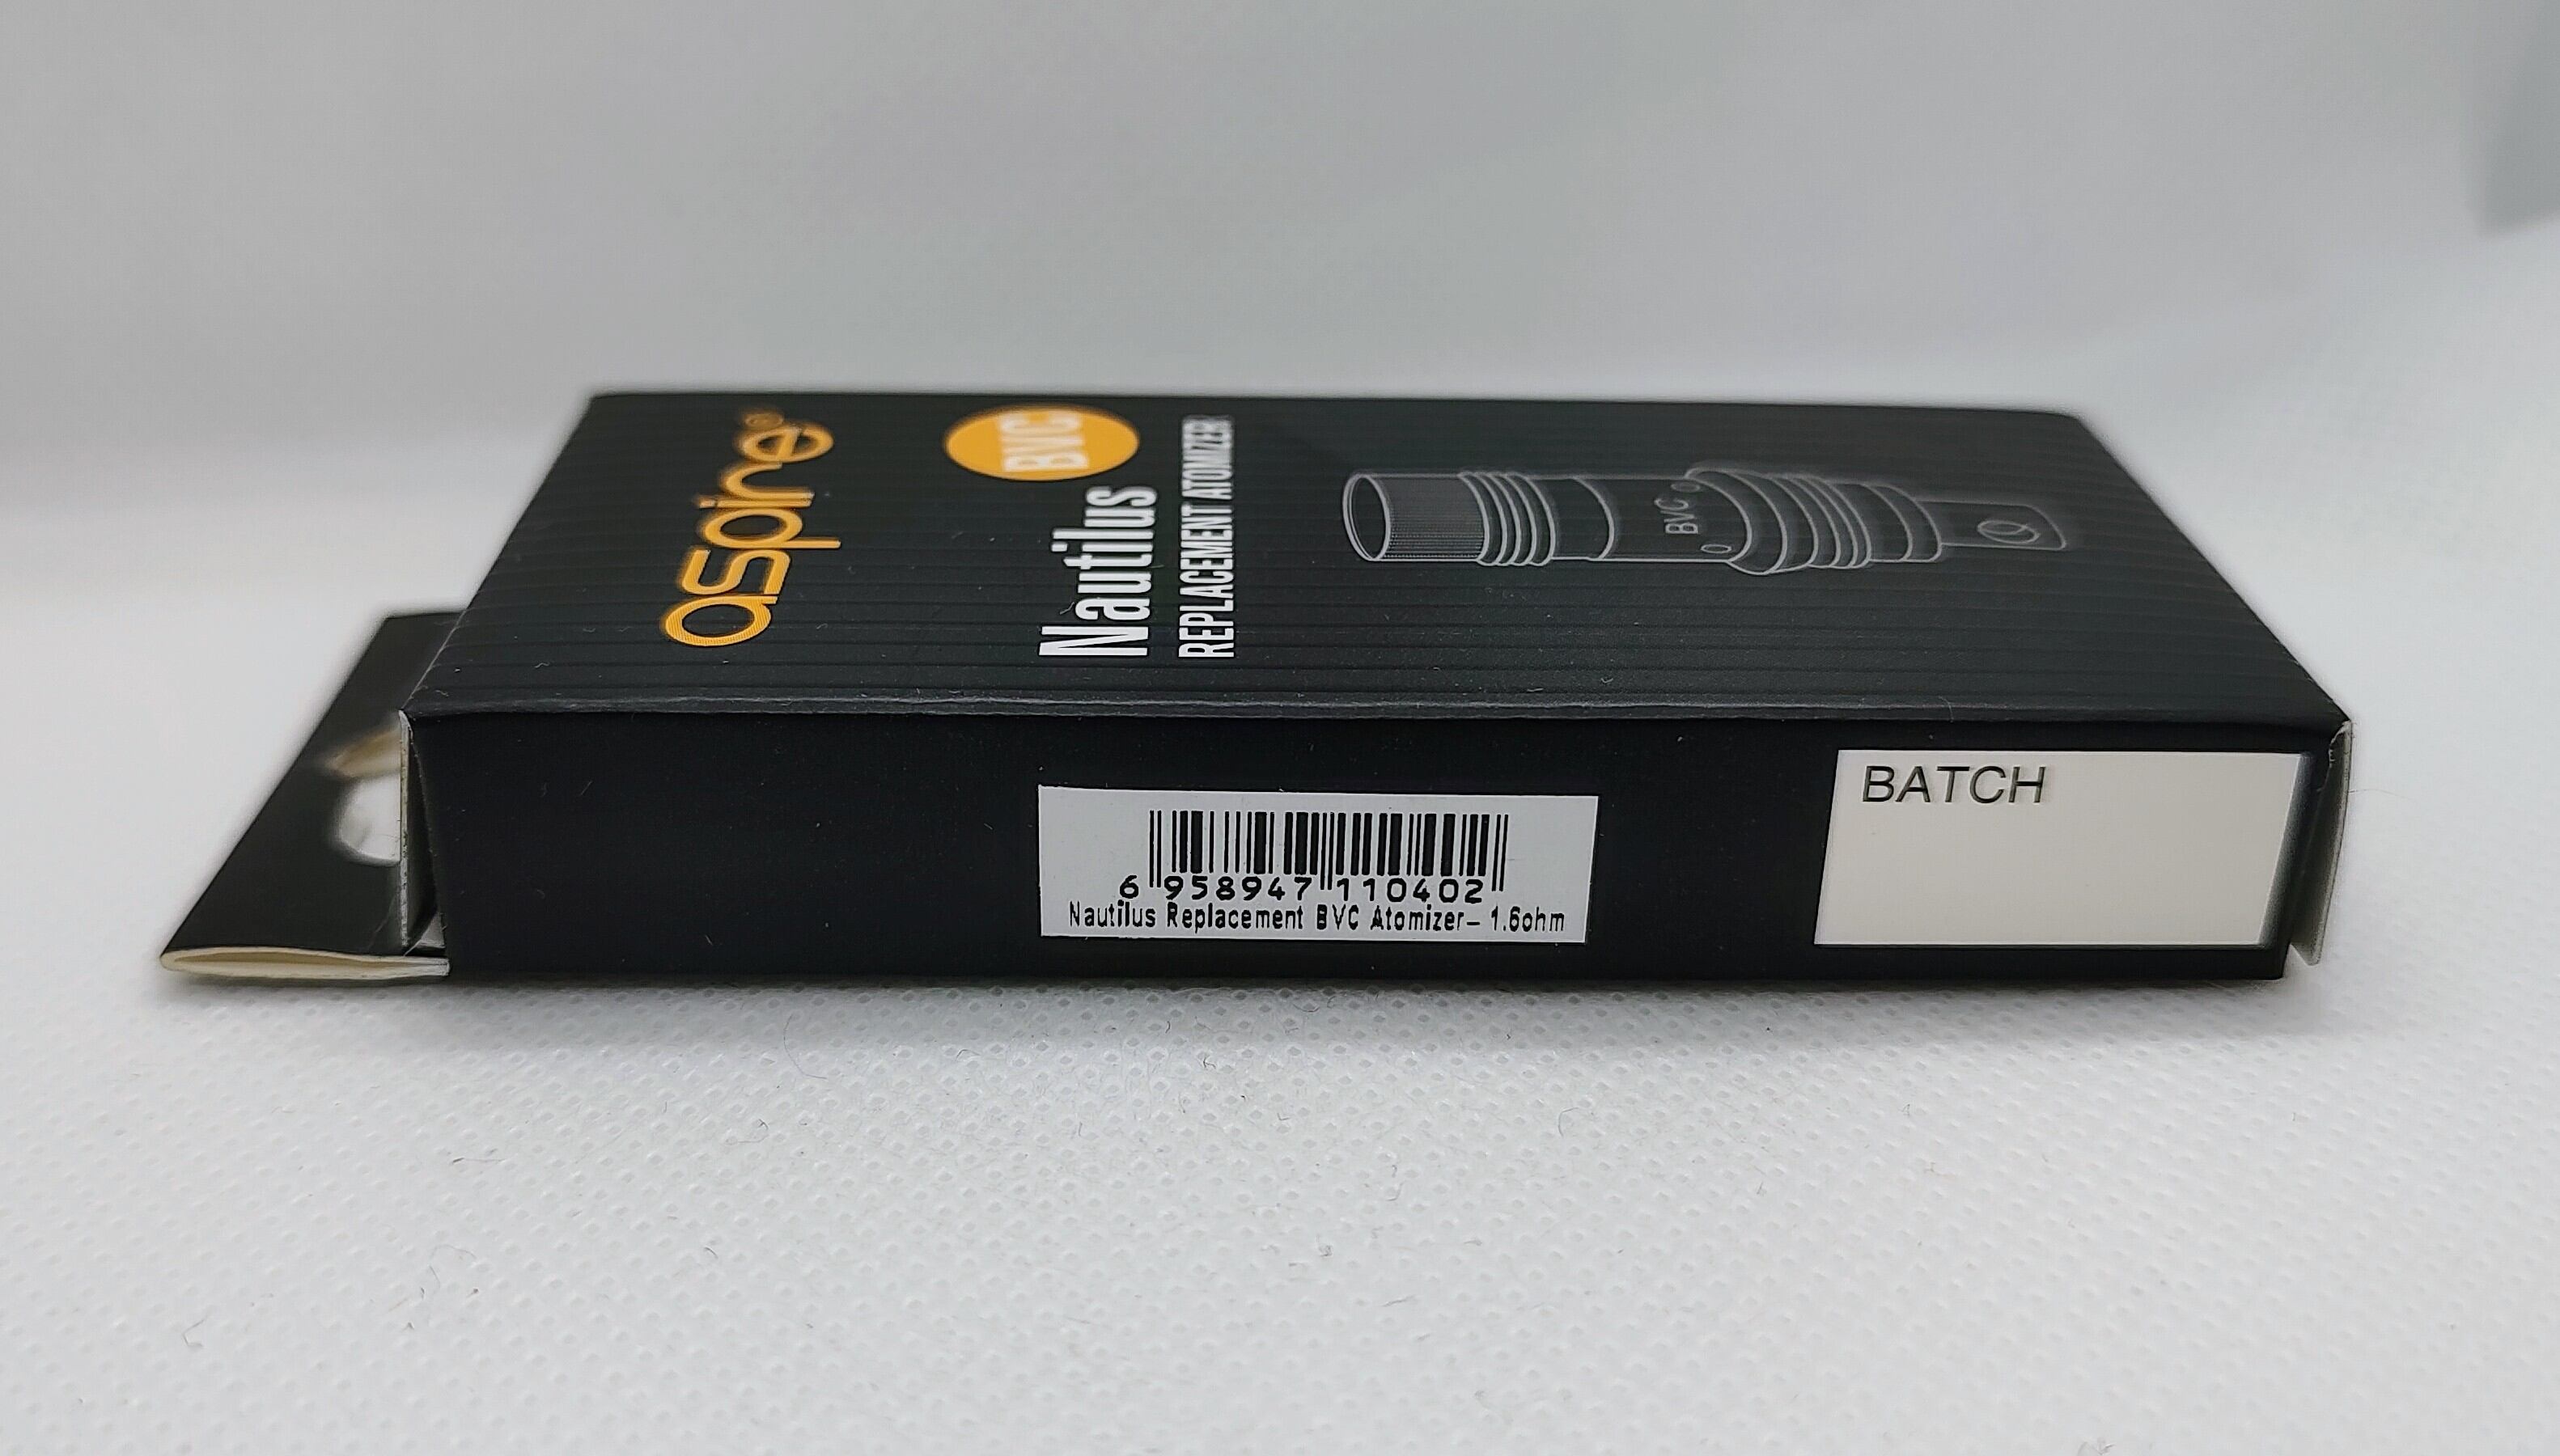 aspire®
BVC
Nautilus
REPLACEMENT ATOMIZER
BVC
6 958947 110402
Nautilus Replacement BVC Atomizer- 1.6ohm
BATCH